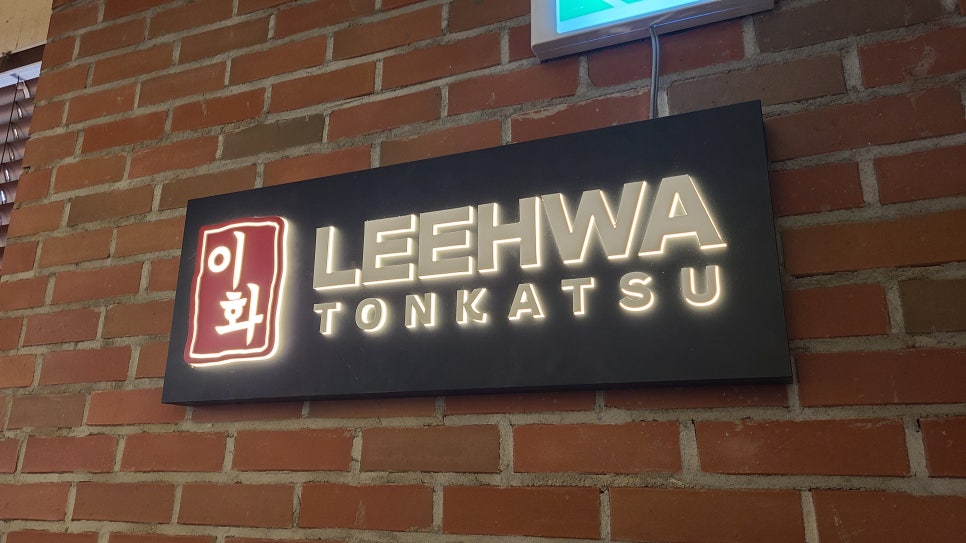 이
화
LEEHWA
TONKATSU